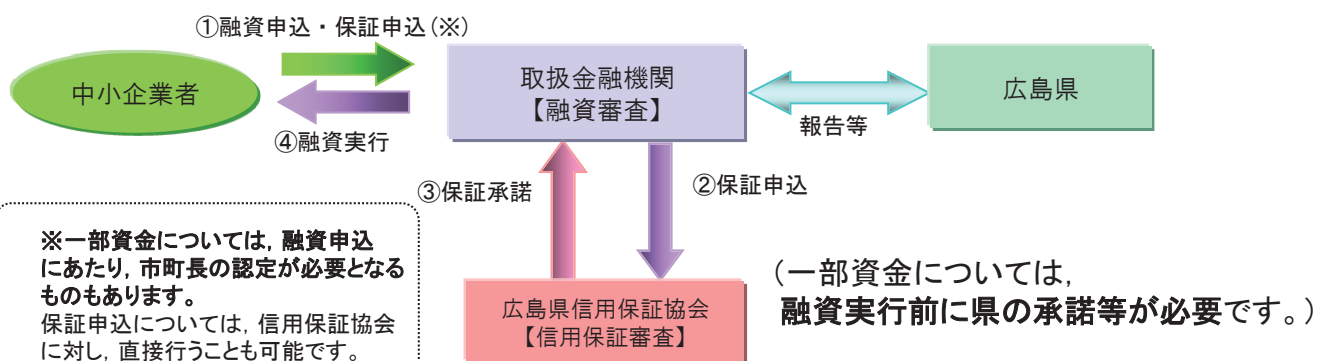 ①融資申込・保証申込(※)
中小企業者
取扱金融機関
【融資審査】
広島県
報告等
④融資実行
③保証承諾
②保証申込
※一部資金については，融資申込
にあたり，市町長の認定が必要となる
ものもあります。
保証申込については，信用保証協会
に対し，直接行うことも可能です。
広島県信用保証協会
【信用保証審査】
（一部資金については，
融資実行前に県の承諾等が必要です。）